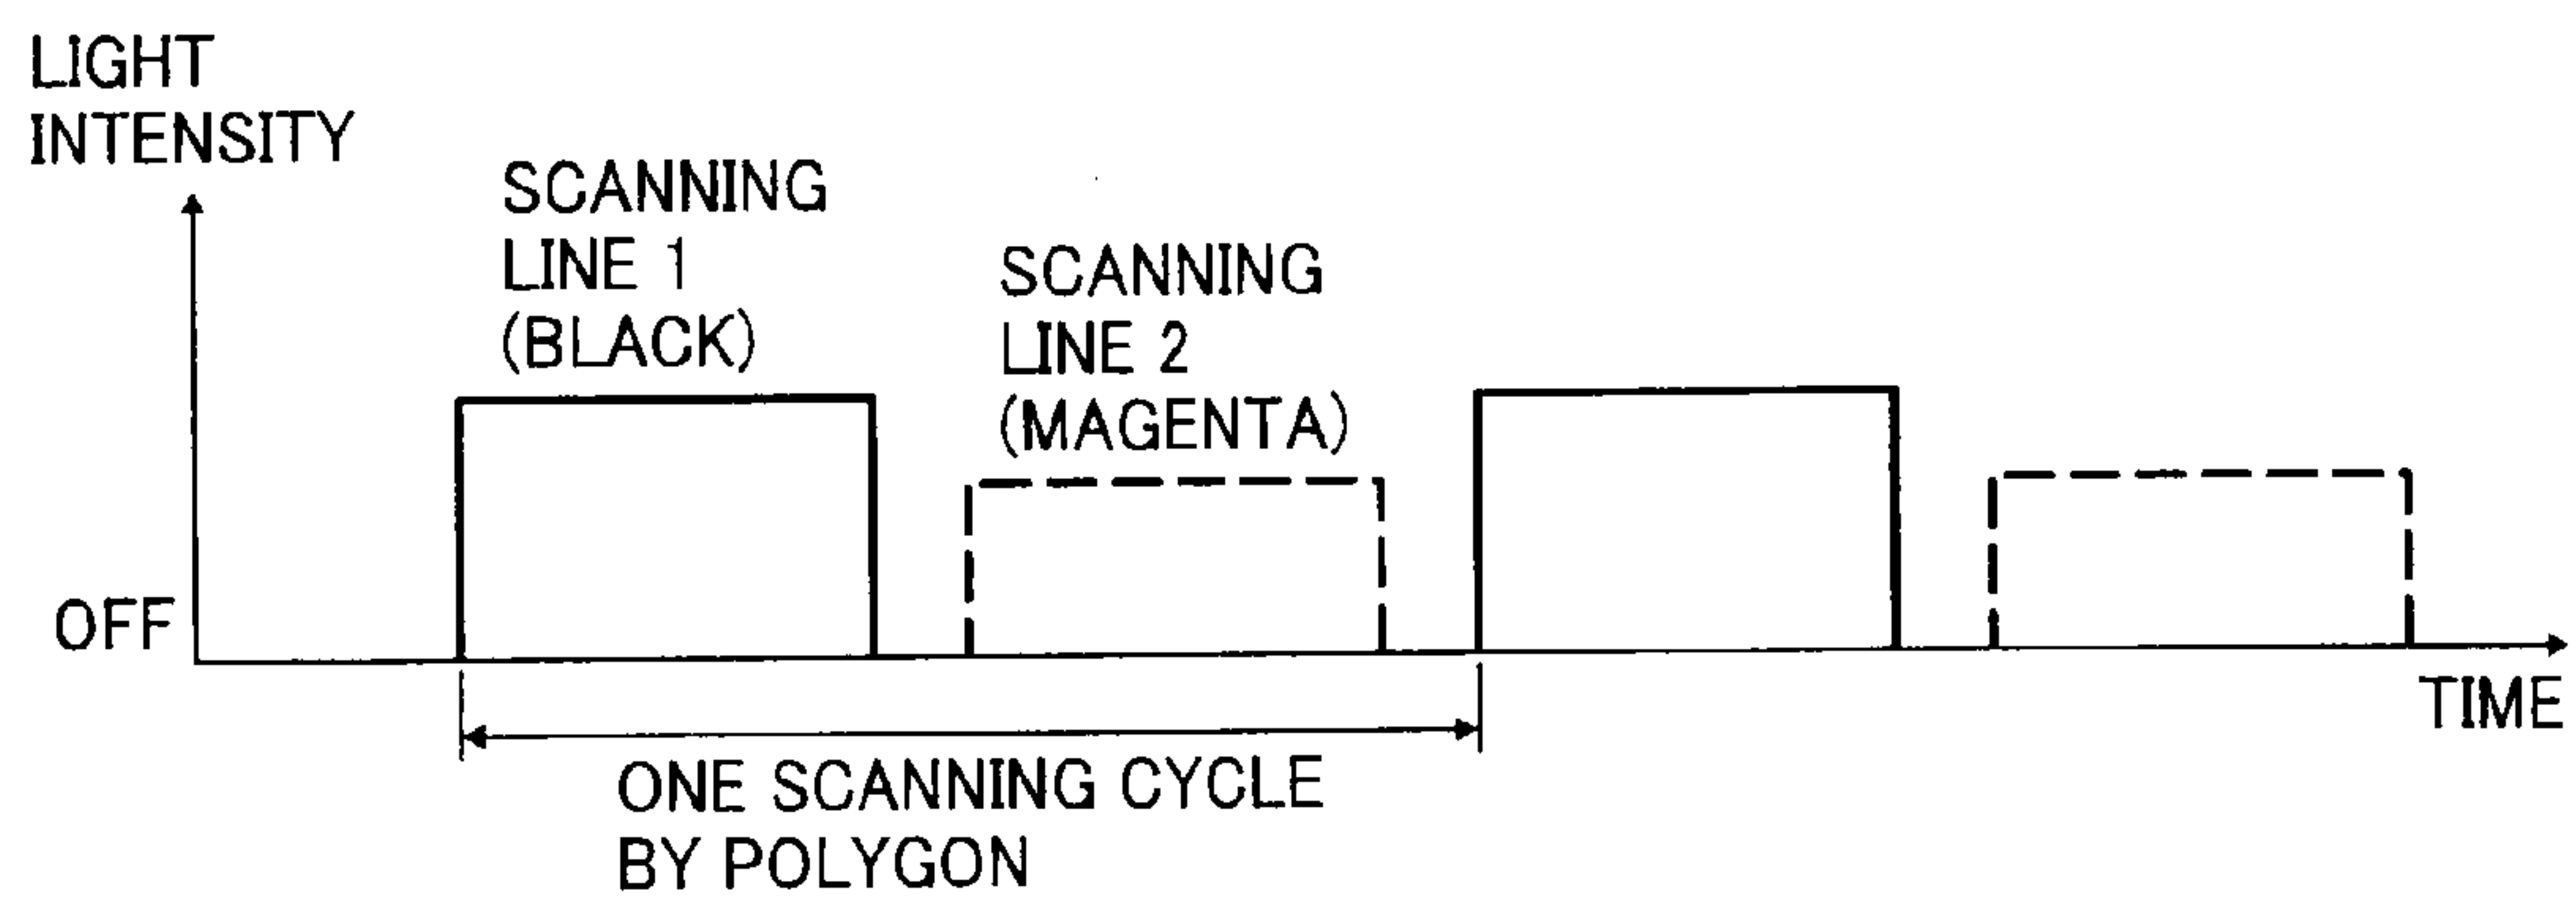 LIGHT
INTENSITY
SCANNING
LINE 1
(BLACK)
SCANNING
LINE 2
(MAGENTA)
OFF
TIME
ONE SCANNING CYCLE
BY POLYGON